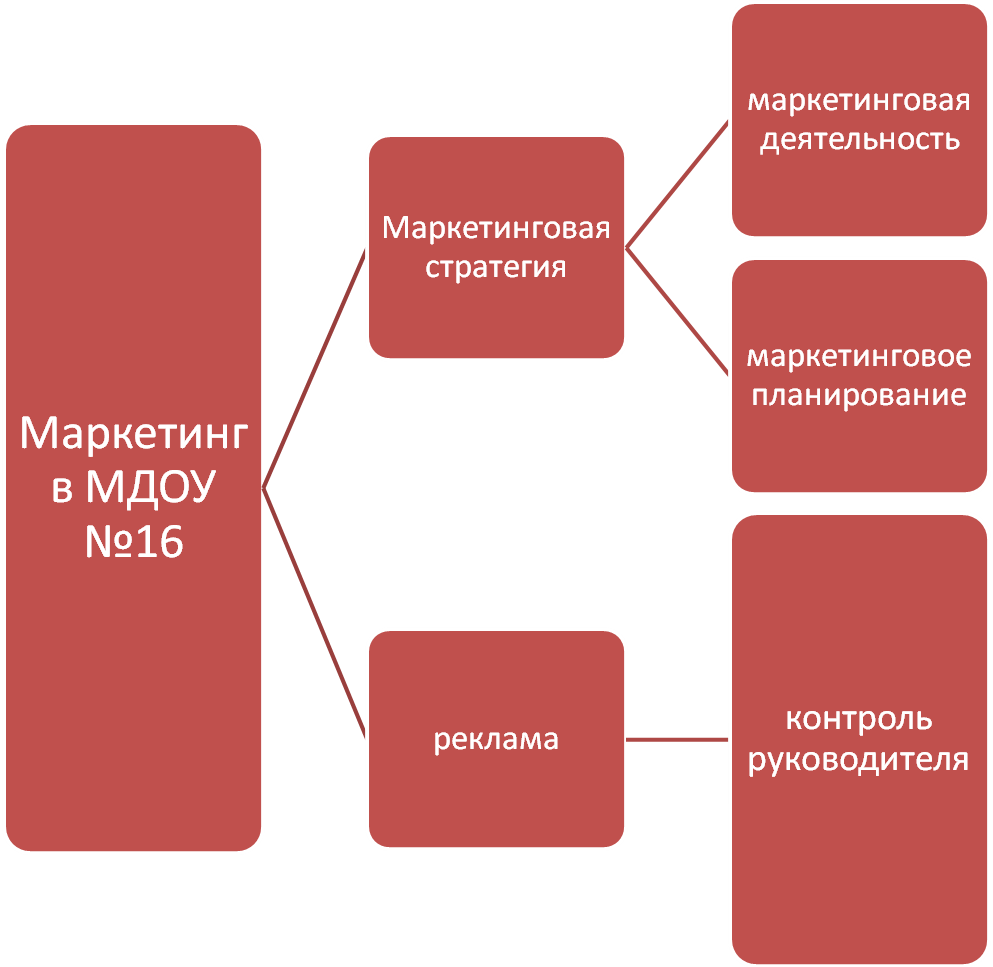 Маркетинг
в МДОУ
№16
Маркетинговая
стратегия
маркетинговая
деятельность
маркетинговое
планирование
реклама
контроль
руководителя